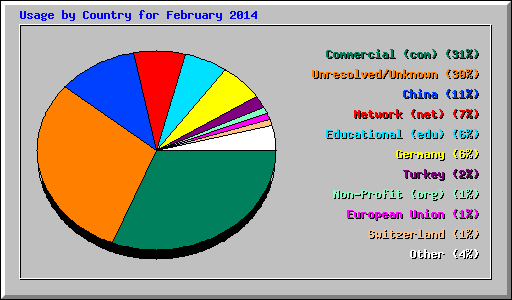 Usage by Country for February 2014
Commercial (com) (31%)
Unresolved/Unknown (30%)
China (11%)
Network (net) (7%)
Educational (edu) (6%)
Germany (6%)
Turkey (2%)
Non-Profit (org) (1%)
European Union (1%)
Switzerland (1%)
Other (4%)